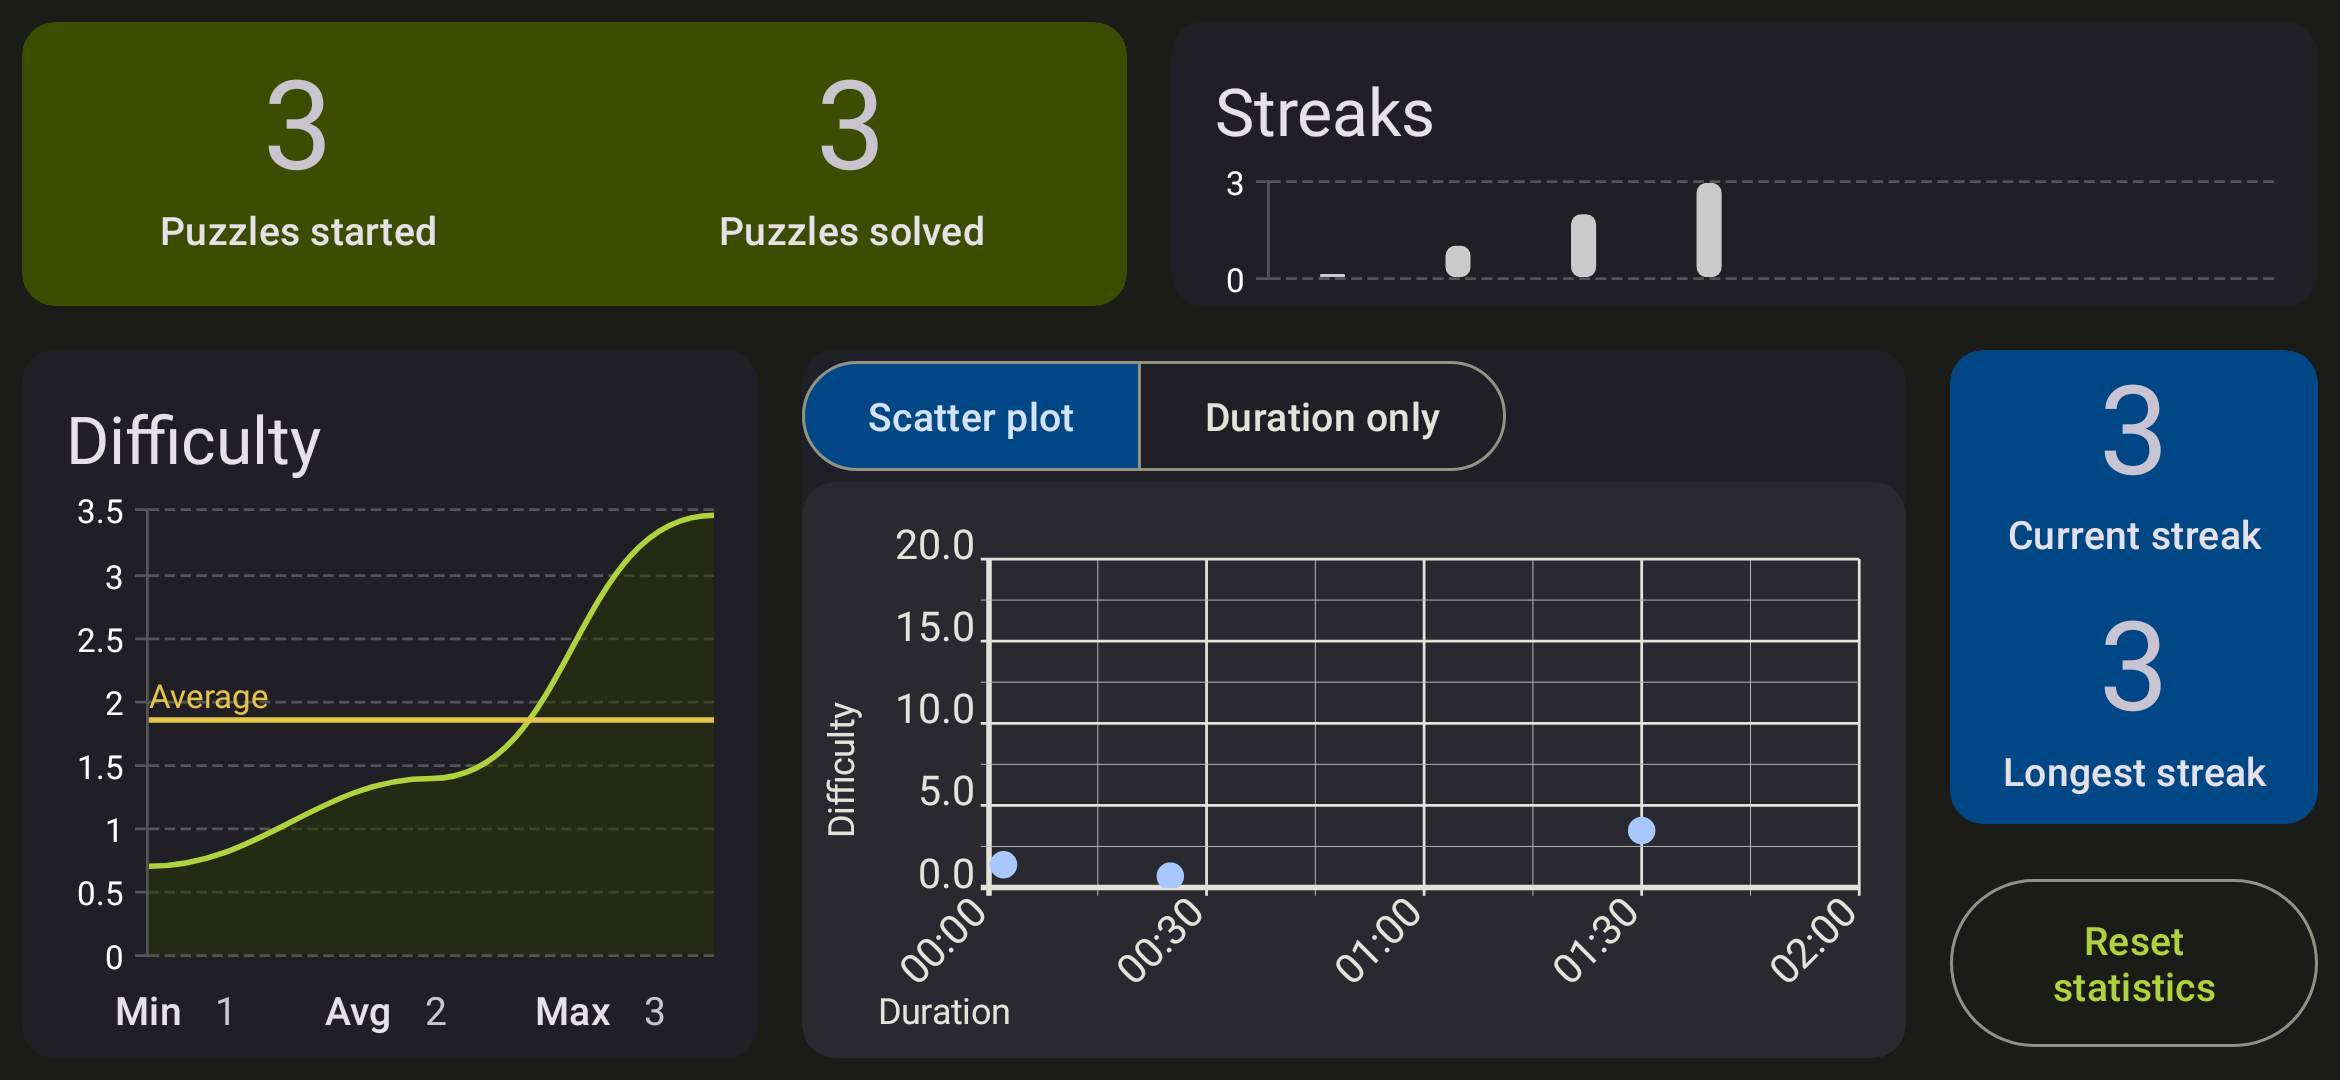 3
Puzzles started
3
Puzzles solved
Streaks
3
0
Difficulty
3.5
3
2.5
2
1.5
1
0.5
0
Average
Min 1 Avg 2 Max 3
Scatter plot
Duration only
20.0
15.0
10.0
5.0
0.0
Difficulty
00:00
00:30
01:00
01:30
02:00
Duration
3
Current streak
3
Longest streak
Reset
statistics